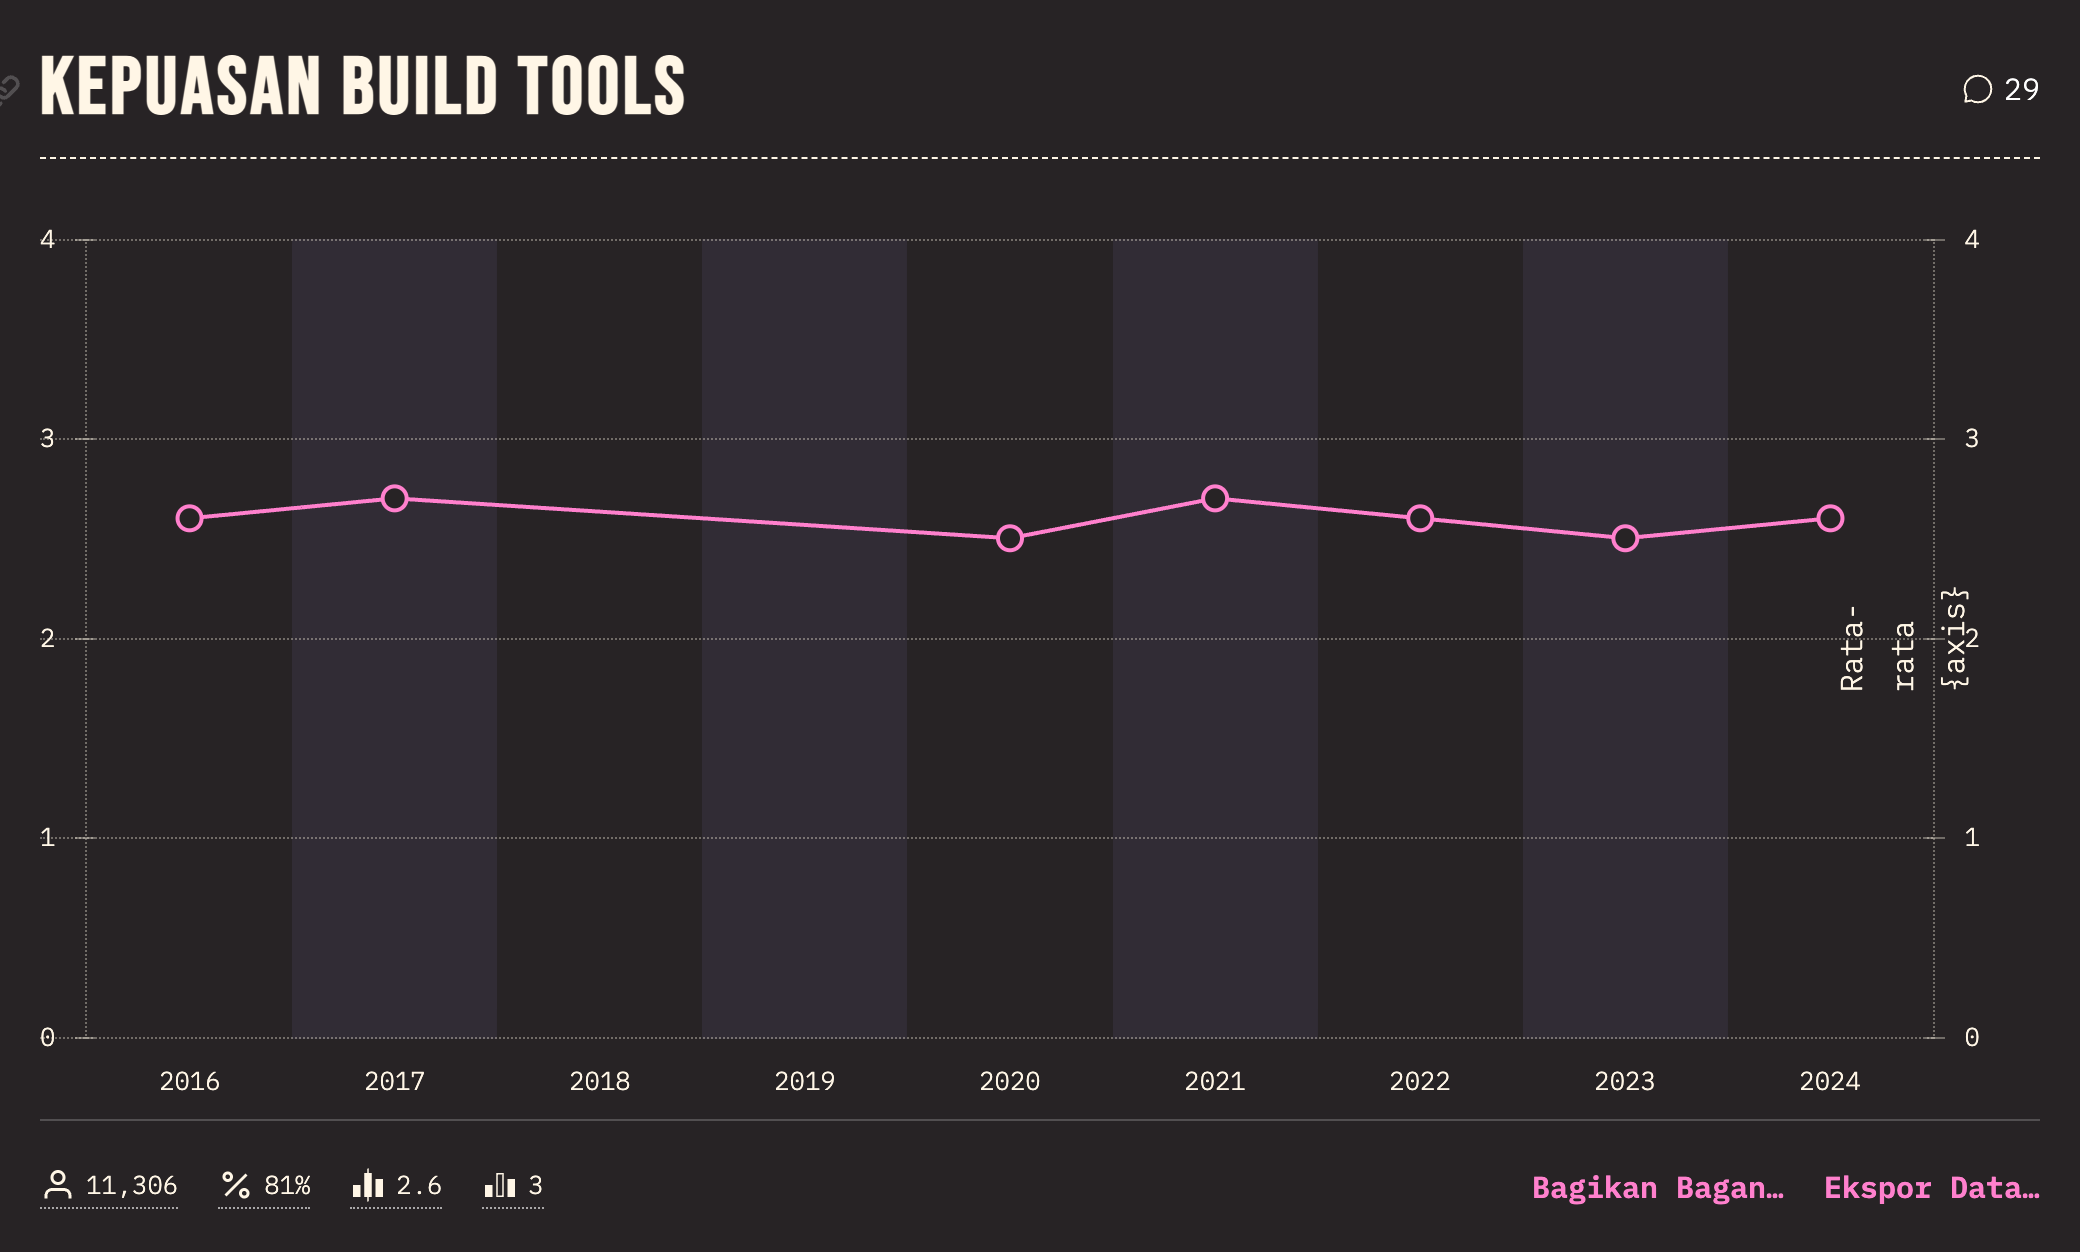 KEPUASAN BUILD TOOLS
29
4 4
3 3
2 2
1 1
0 0
Rata-
rata
{axis}
2016 2017 2018 2019 2020 2021 2022 2023 2024
11,306 81% 2.6 3
Bagikan Bagan… Ekspor Data…